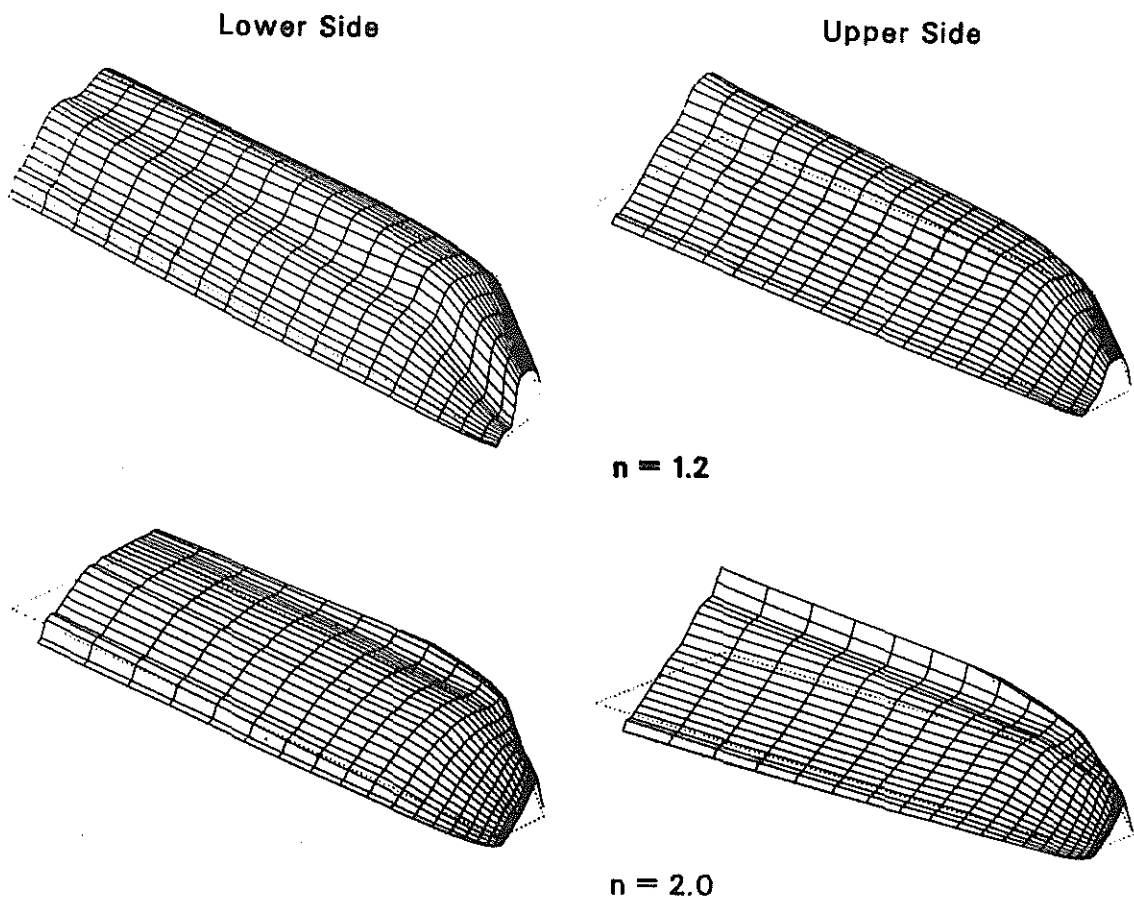 Lower Side
Upper Side
n = 1.2
n = 2.0